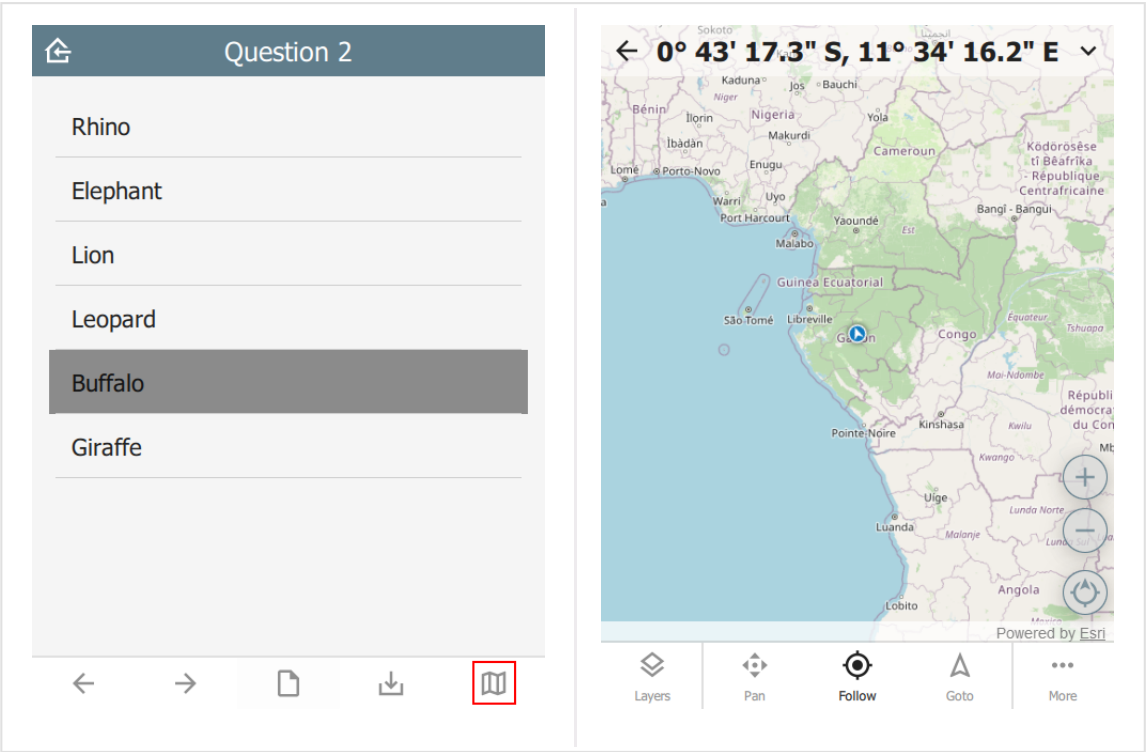 Question 2
Rhino
Elephant
Lion
Leopard
Buffalo
Giraffe
0° 43' 17.3" S, 11° 34' 16.2" E
Sokoto
Kaduna
Jos
Bauchi
Niger
Bénin
Ilọrin
Nigeria
Yola
Makurdi
Ìbàdàn
Cameroun
Ködörösêse
tî Bêafrîka
- République
Centrafricaine
Enugu
Lomé
Porto-Novo
Warri
Uyo
Port Harcourt
Bangî - Bangui
Yaoundé
Est
Malabo
Guinea Ecuatorial
São Tomé
Libreville
Gabon
Congo
Équateur
Tshuapa
Mai-Ndombe
Républi
démocra
du Con
Kinshasa
Kwilu
Pointe-Noire
Kwango
Uíge
Lunda Norte
Luanda
Malanje
Angola
Lobito
Powered by Esri
Layers
Pan
Follow
Goto
More